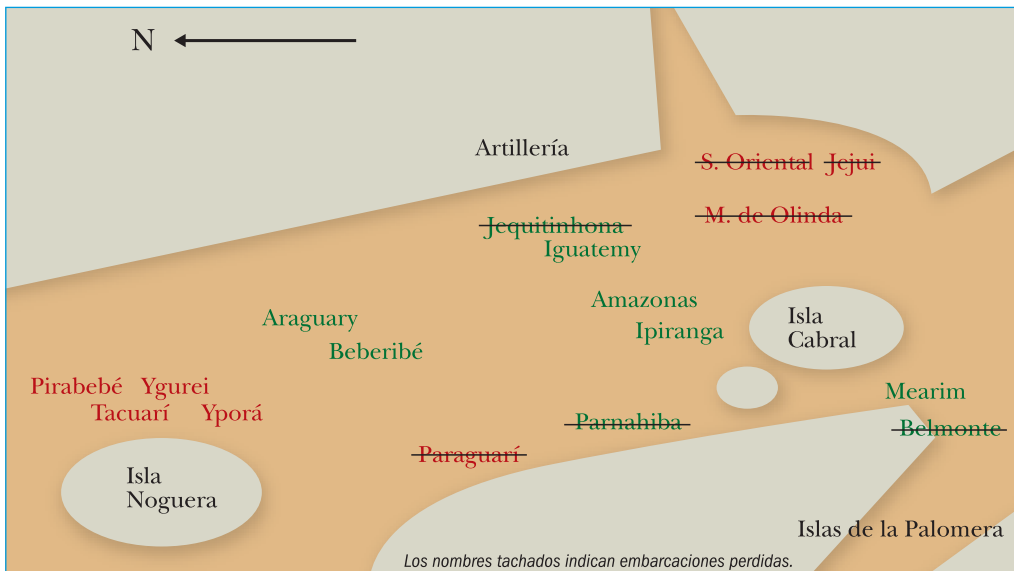 N
Artillería
S. Oriental Jejui
M. de Olinda
Jequitinhona
Iguatemy
Amazonas
Ipiranga
Isla
Cabral
Araguary
Beberibé
Pirabebé Ygurei
Tacuarí Yporá
Mearim
Belmonte
Parnahiba
Paraguarí
Isla
Noguera
Islas de la Palomera
Los nombres tachados indican embarcaciones perdidas.